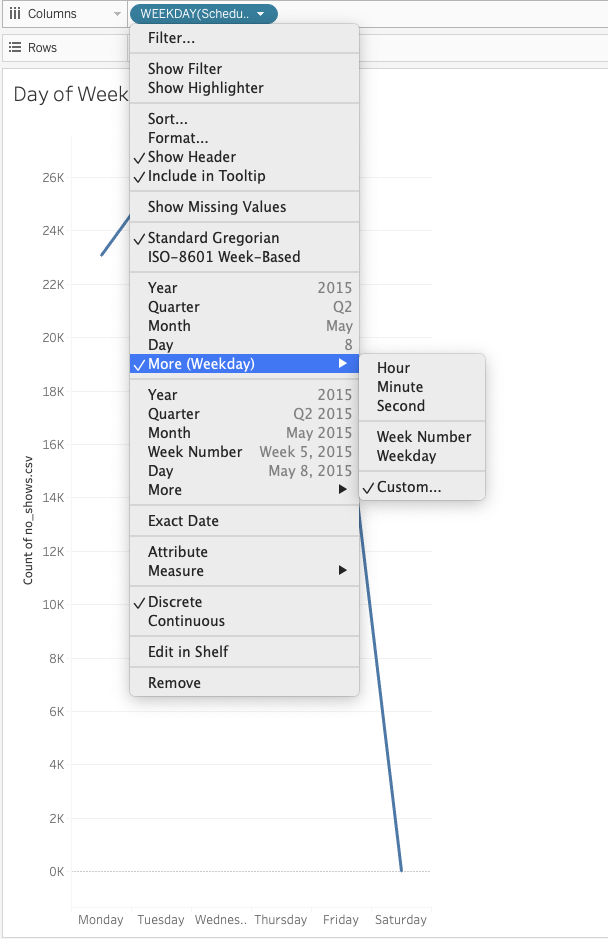 Columns
WEEKDAY(Schedu..
Rows
Day of Week
Filter...
Show Filter
Show Highlighter
Sort...
Format...
Show Header
Include in Tooltip
Show Missing Values
Standard Gregorian
ISO-8601 Week-Based
Year 2015
Quarter Q2
Month May
Day 8
More (Weekday)
Hour
Minute
Second
Week Number
Weekday
Custom...
Year 2015
Quarter Q2 2015
Month May 2015
Week Number Week 5, 2015
Day May 8, 2015
More
Exact Date
Attribute
Measure
Discrete
Continuous
Edit in Shelf
Remove
Count of no_shows.csv
26K
24K
22K
20K
18K
16K
14K
12K
10K
8K
6K
4K
2K
0K
Monday Tuesday Wednes.. Thursday Friday Saturday